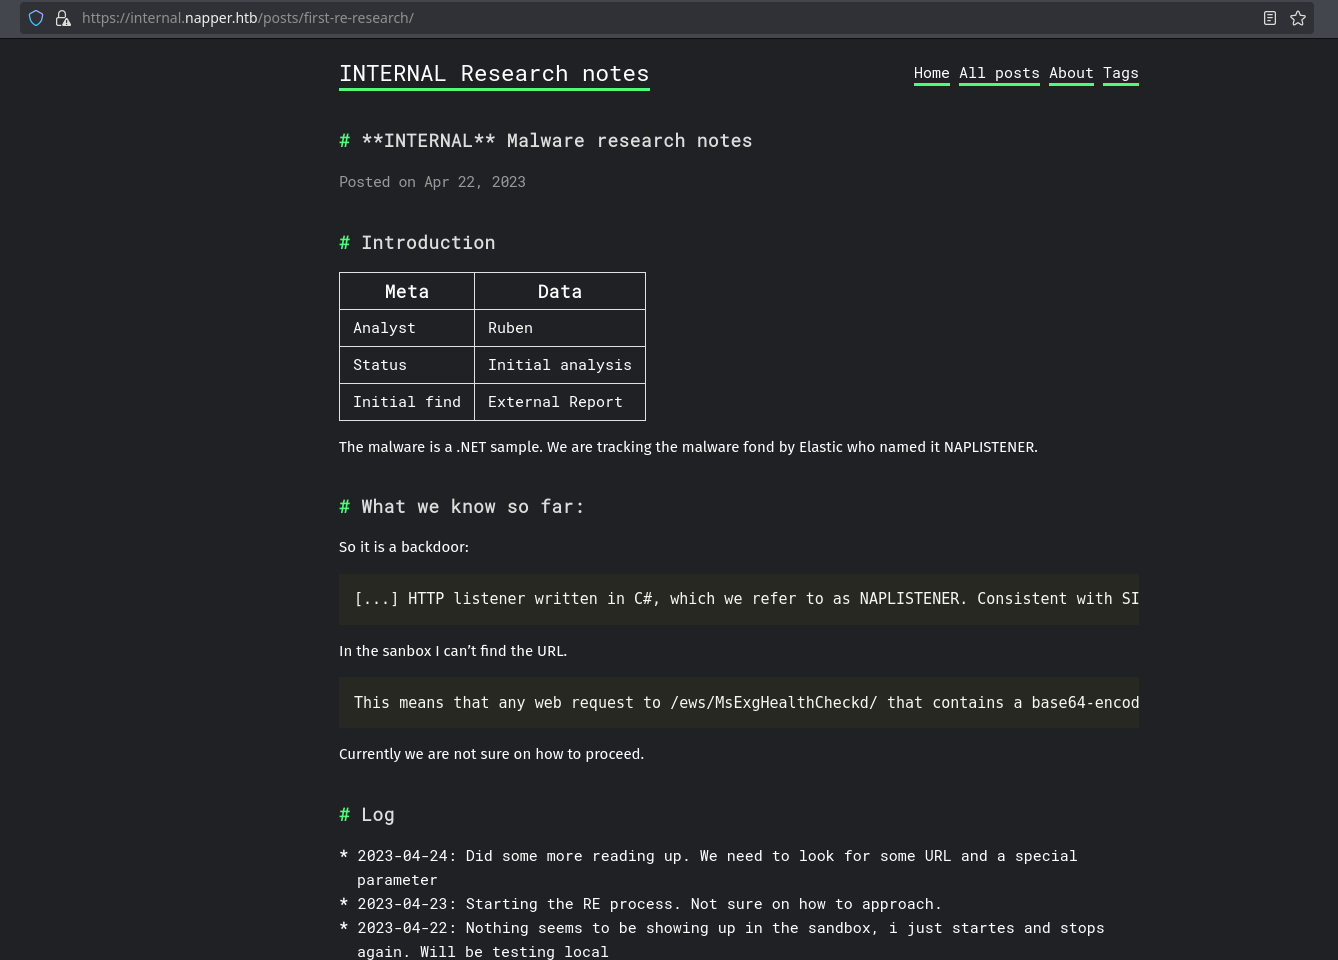 https://internal.napper.htb/posts/first-re-research/
INTERNAL Research notes
Home All posts About Tags
# **INTERNAL** Malware research notes
Posted on Apr 22, 2023
# Introduction
Meta Data
Analyst Ruben
Status Initial analysis
Initial find External Report
The malware is a .NET sample. We are tracking the malware fond by Elastic who named it NAPLISTENER.
# What we know so far:
So it is a backdoor:
[...] HTTP listener written in C#, which we refer to as NAPLISTENER. Consistent with SI
In the sanbox I can’t find the URL.
This means that any web request to /ews/MsExgHealthCheckd/ that contains a base64-encod
Currently we are not sure on how to proceed.
# Log
* 2023-04-24: Did some more reading up. We need to look for some URL and a special
parameter
* 2023-04-23: Starting the RE process. Not sure on how to approach.
* 2023-04-22: Nothing seems to be showing up in the sandbox, i just startes and stops
again. Will be testing local